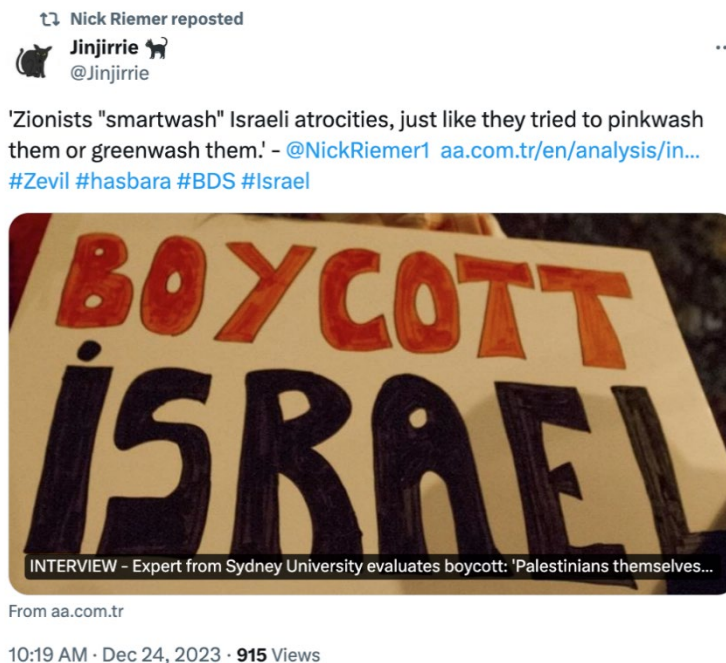 Nick Riemer reposted
Jinjirrie
@Jinjirrie
'Zionists "smartwash" Israeli atrocities, just like they tried to pinkwash
them or greenwash them.' - @NickRiemer1 aa.com.tr/en/analysis/in...
#Zevil #hasbara #BDS #Israel
BOYCOTT
iSRAEL
INTERVIEW - Expert from Sydney University evaluates boycott: 'Palestinians themselves...
From aa.com.tr
10:19 AM · Dec 24, 2023 · 915 Views